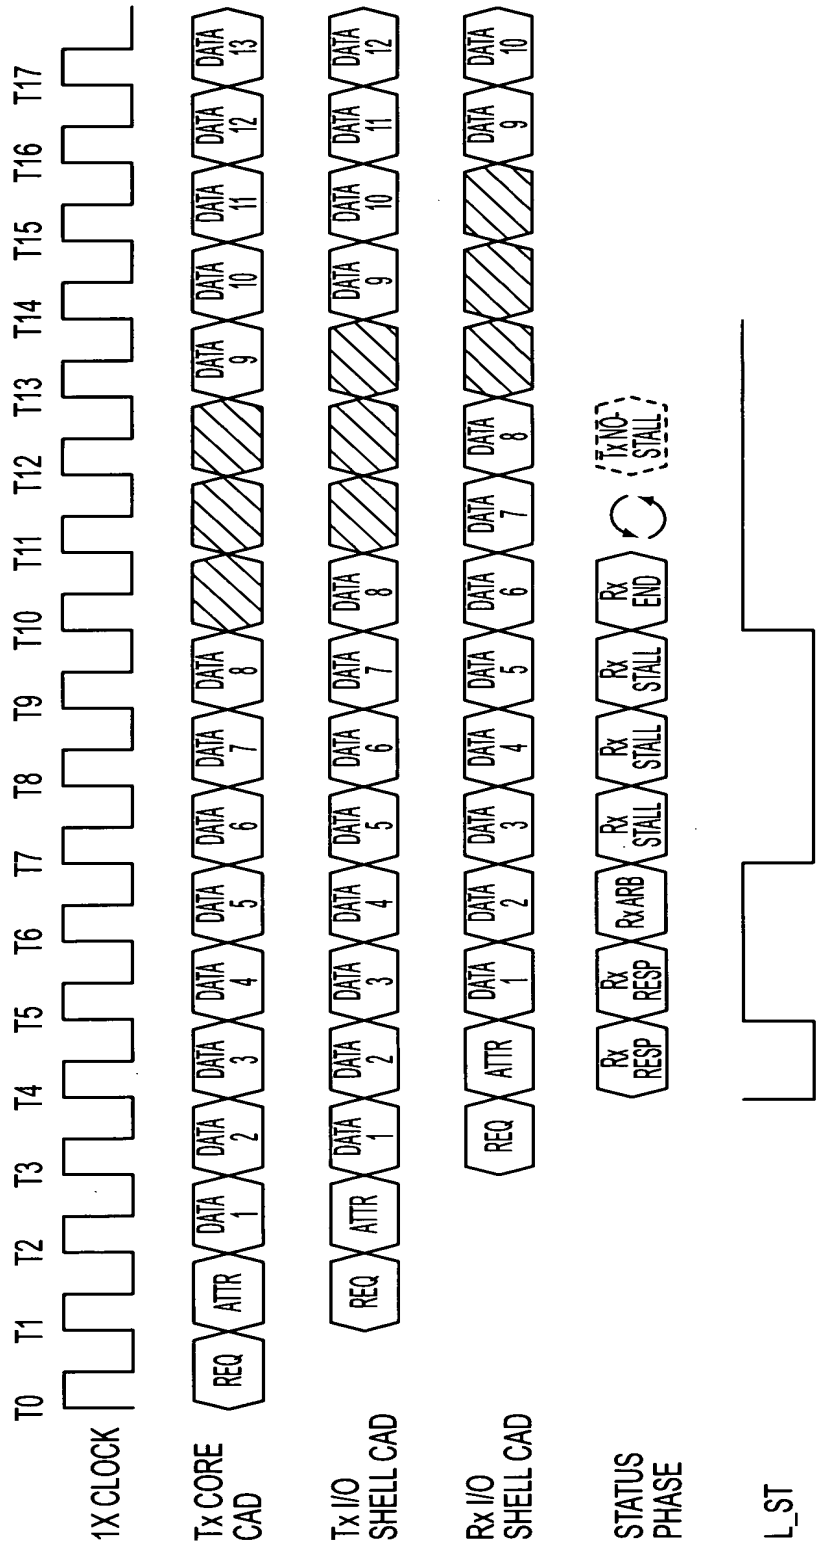 T0 T1 T2 T3 T4 T5 T6 T7 T8 T9 T10 T11 T12 T13 T14 T15 T16 T17
1X CLOCK
Tx CORE
CAD
REQ ATTR DATA 1 DATA 2 DATA 3 DATA 4 DATA 5 DATA 6 DATA 7 DATA 8 DATA 9 DATA 10 DATA 11 DATA 12 DATA 13
Tx I/O
SHELL CAD
REQ ATTR DATA 1 DATA 2 DATA 3 DATA 4 DATA 5 DATA 6 DATA 7 DATA 8 DATA 9 DATA 10 DATA 11 DATA 12
Rx I/O
SHELL CAD
REQ ATTR DATA 1 DATA 2 DATA 3 DATA 4 DATA 5 DATA 6 DATA 7 DATA 8 DATA 9 DATA 10
STATUS
PHASE
Rx RESP Rx RESP Rx ARB Rx STALL Rx STALL Rx STALL Rx END Tx NO-STALL
L_ST